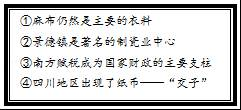 ①麻布仍然是主要的衣料
②景德镇是著名的制瓷业中心
③南方赋税成为国家财政的主要支柱
④四川地区出现了纸币——“交子”